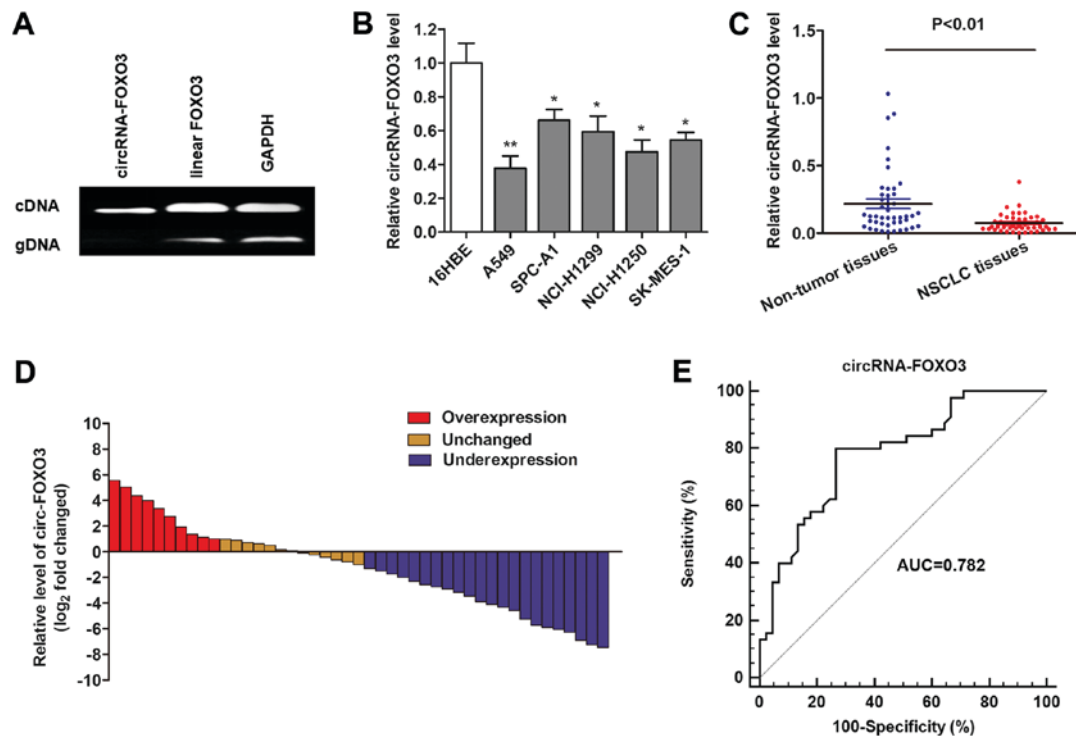 A
circRNA-FOXO3
linear FOXO3
GAPDH
cDNA
gDNA
B
Relative circRNA-FOXO3 level
1.2
1.0
0.8
0.6
0.4
0.2
0.0
**
*
*
*
*
16HBE
A549
SPC-A1
NCI-H1299
NCI-H1250
SK-MES-1
C
P<0.01
Relative circRNA-FOXO3 level
1.5
1.0
0.5
0.0
Non-tumor tissues
NSCLC tissues
D
Relative level of circ-FOXO3
(log2 fold changed)
10
8
6
4
2
0
-2
-4
-6
-8
-10
Overexpression
Unchanged
Underexpression
E
circRNA-FOXO3
Sensitivity (%)
100
80
60
40
20
0
AUC=0.782
0 20 40 60 80 100
100-Specificity (%)